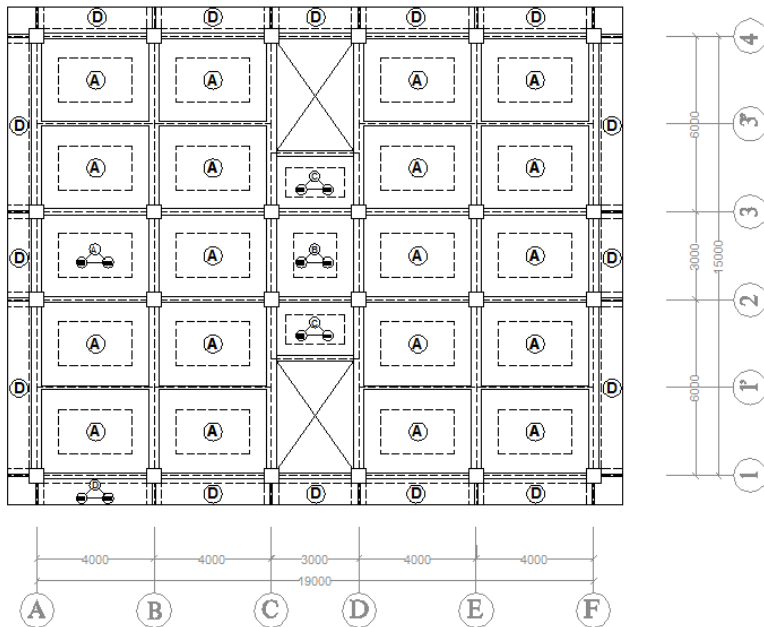 D D D D D
4
A A A A
3'
D D
6000
A A A A
C
3
D A A B A A D
3000
15000
2
A A C A A
D D
6000
1'
A A A A
D D D D D
1
4000 4000 3000 4000 4000
19000
A B C D E F